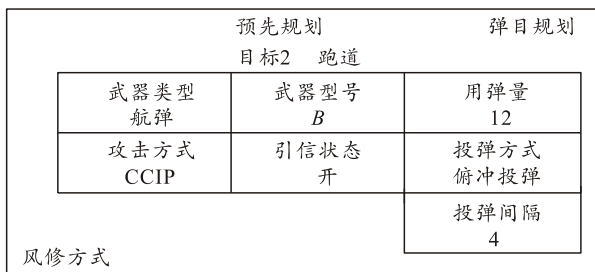 预先规划 弹目规划
目标2 跑道
武器类型 武器型号 用弹量
航弹 B 12
攻击方式 引信状态 投弹方式
CCIP 开 俯冲投弹
投弹间隔
4
风修方式